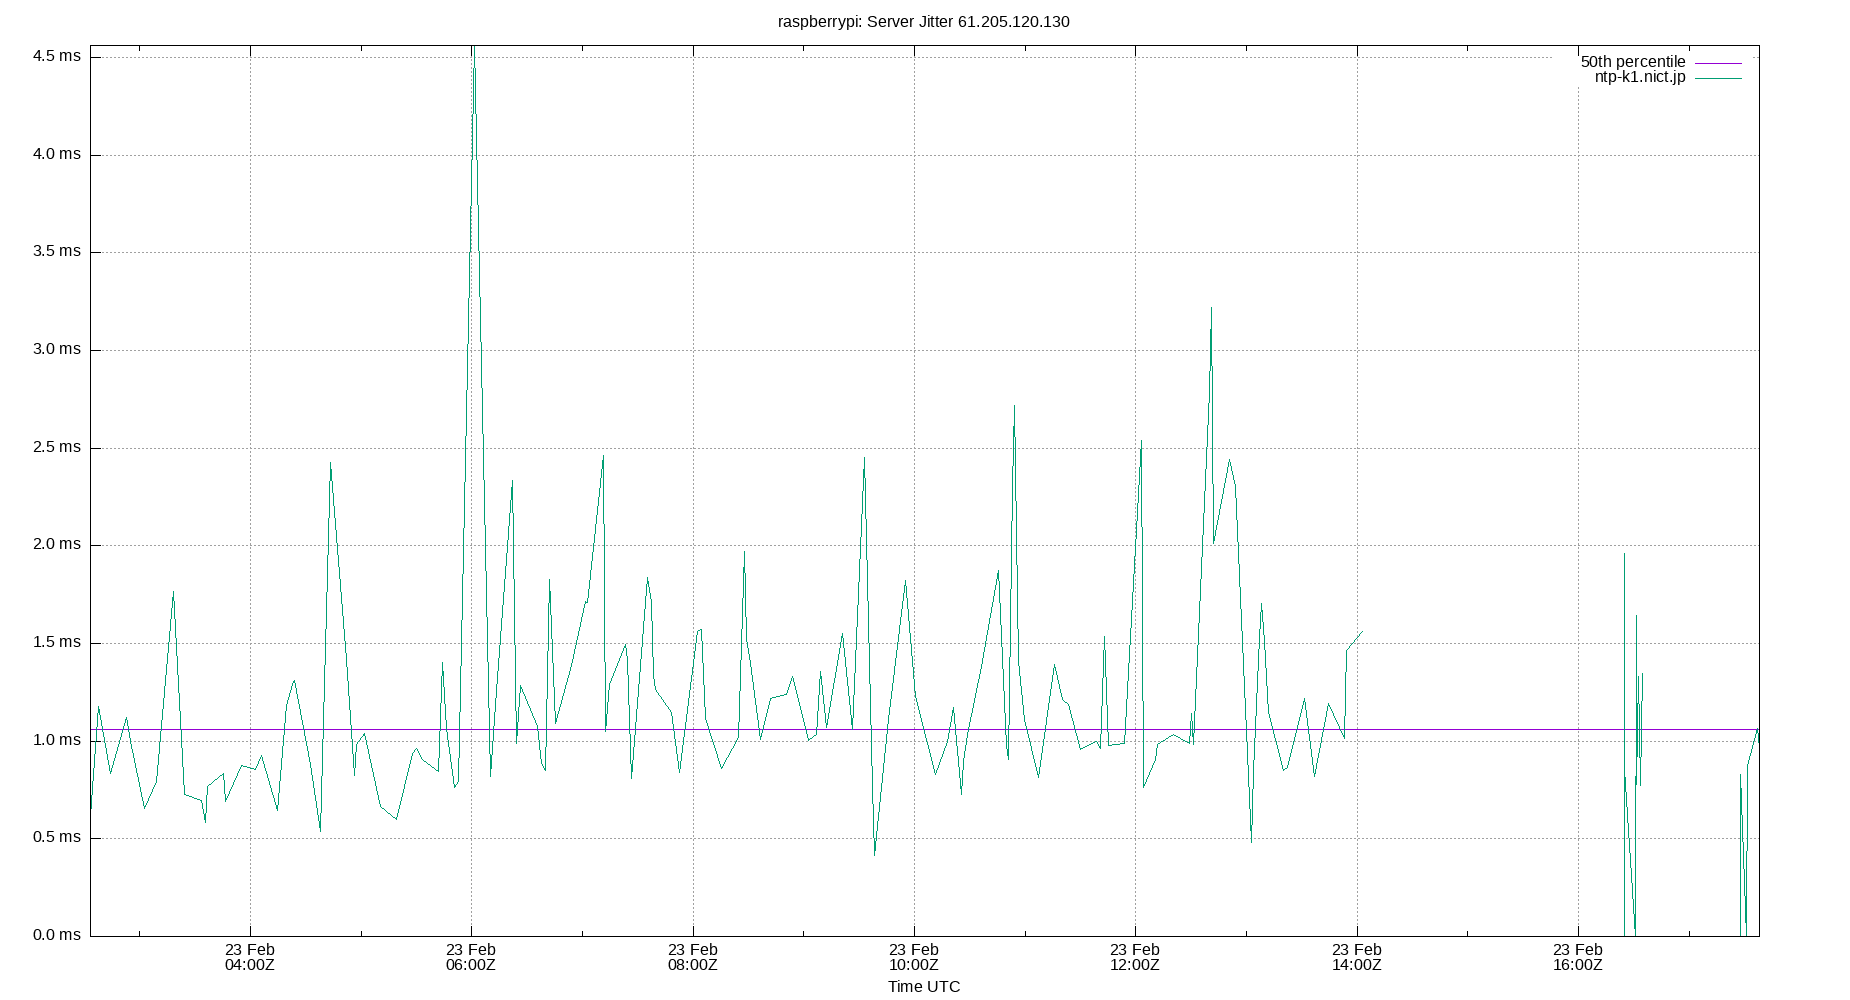 raspberrypi: Server Jitter 61.205.120.130
4.5 ms
4.0 ms
3.5 ms
3.0 ms
2.5 ms
2.0 ms
1.5 ms
1.0 ms
0.5 ms
0.0 ms
50th percentile
ntp-k1.nict.jp
23 Feb
04:00Z
23 Feb
06:00Z
23 Feb
08:00Z
23 Feb
10:00Z
23 Feb
12:00Z
23 Feb
14:00Z
23 Feb
16:00Z
Time UTC